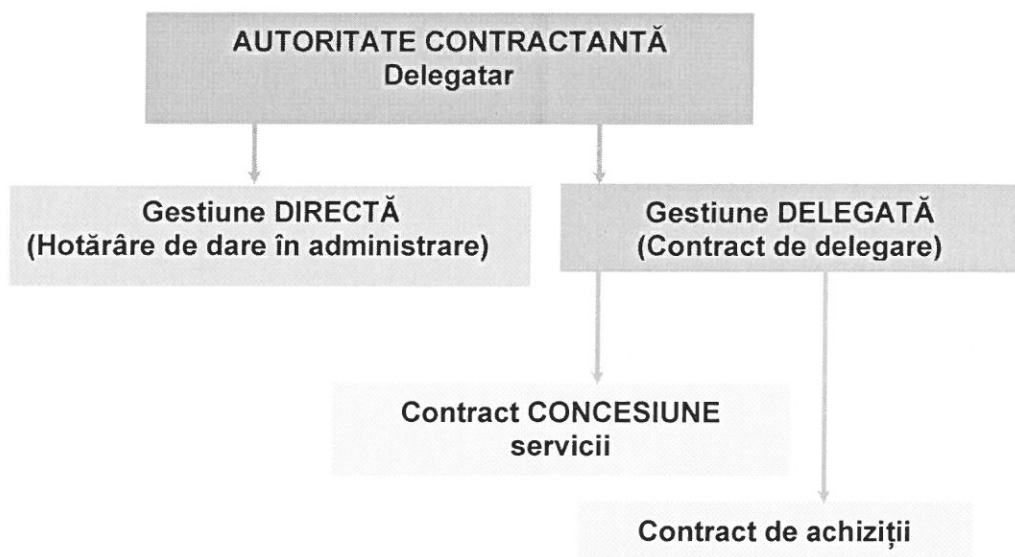 AUTORITATE CONTRACTANTĂ
Delegatar
Gestiune DIRECTĂ
(Hotărâre de dare în administrare)
Gestiune DELEGATĂ
(Contract de delegare)
Contract CONCESIUNE
servicii
Contract de achiziții